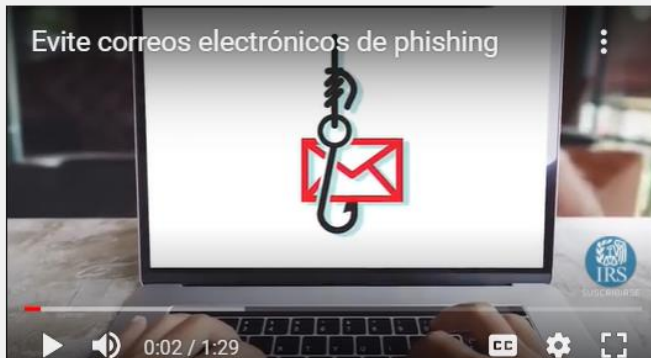 Evite correos electrónicos de phishing
IRS
SUSCRIBIRSE
0:02 / 1:29
CC